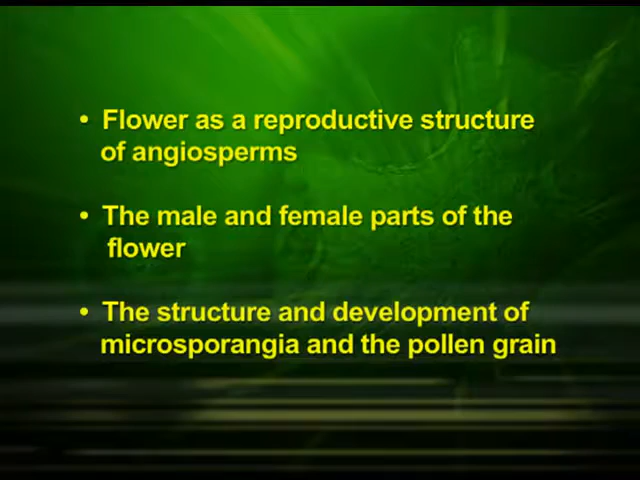 • Flower as a reproductive structure
of angiosperms
• The male and female parts of the
flower
• The structure and development of
microsporangia and the pollen grain